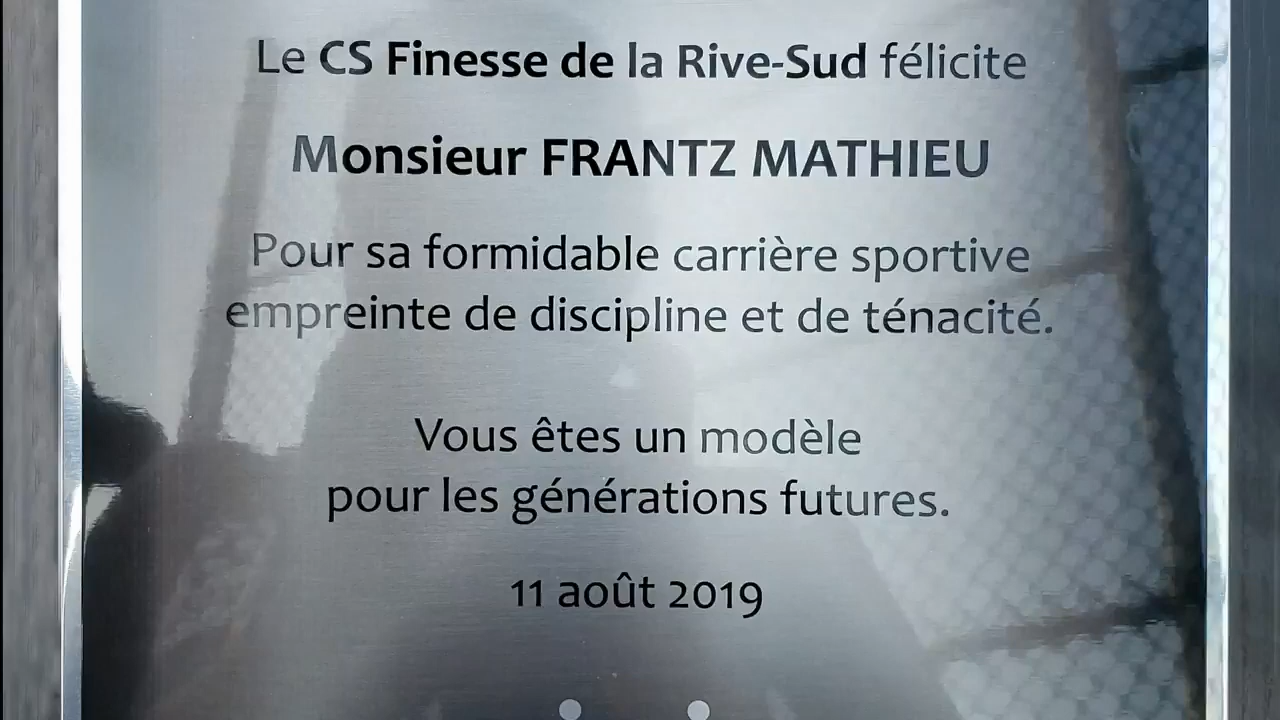 Le CS Finesse de la Rive-Sud félicite
Monsieur FRANTZ MATHIEU
Pour sa formidable carrière sportive
empreinte de discipline et de ténacité.
Vous êtes un modèle
pour les générations futures.
11 août 2019